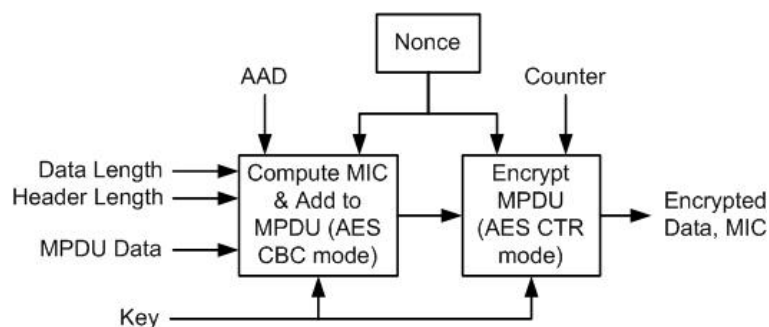 Nonce
AAD
Counter
Data Length
Header Length
MPDU Data
Key
Compute MIC
& Add to
MPDU (AES
CBC mode)
Encrypt
MPDU
(AES CTR
mode)
Encrypted
Data, MIC